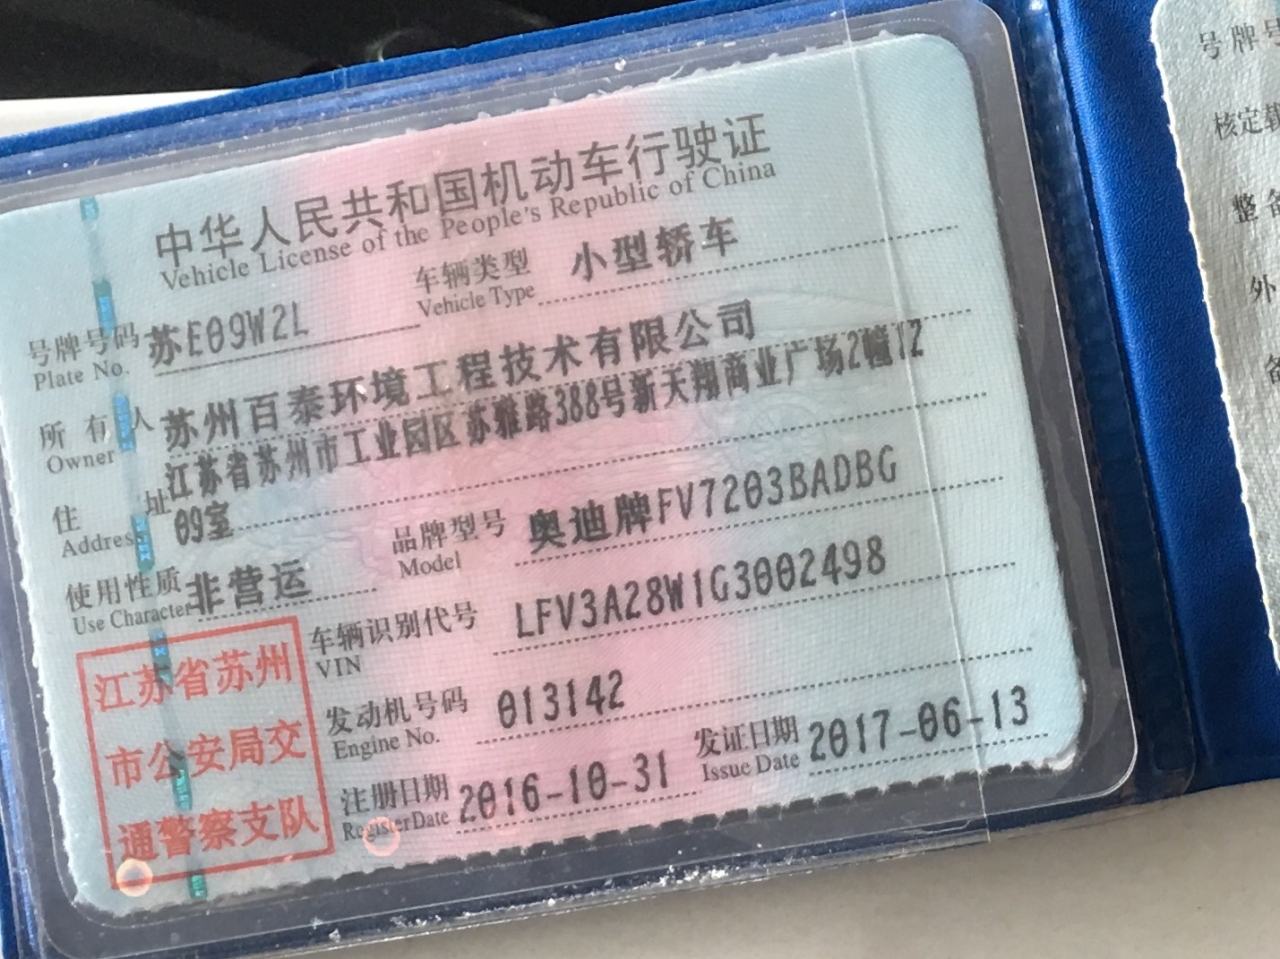 中华人民共和国机动车行驶证
Vehicle License of the People's Republic of China
号牌号码 苏E09W2L 车辆类型 小型轿车
Plate No. Vehicle Type
所有人 苏州百泰环境工程技术有限公司
Owner
住址 江苏省苏州市工业园区苏雅路388号新天翔商业广场2幢12
Address 09室
使用性质 非营运 品牌型号 奥迪牌FV7203BADBG
Use Character Model
车辆识别代号 LFV3A28W1G3002498
VIN
发动机号码 013142
Engine No.
注册日期 2016-10-31 发证日期 2017-06-13
Register Date Issue Date
江苏省苏州
市公安局交
通警察支队
号牌号
核定载
整备
外
备